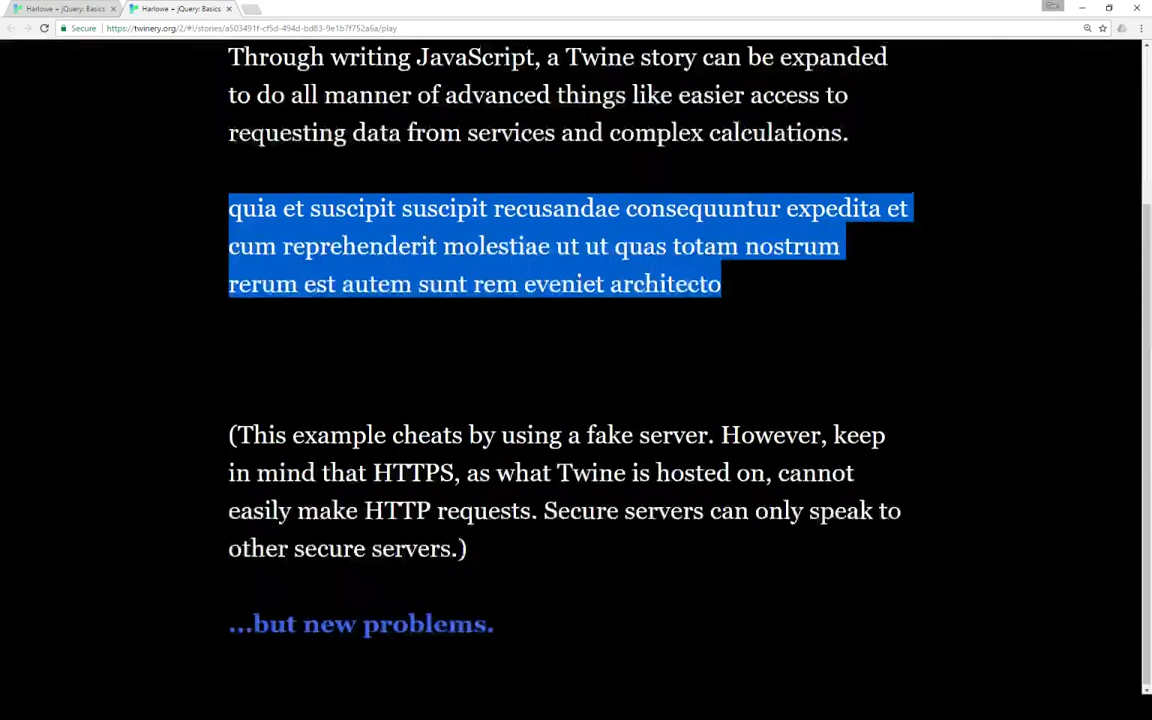 Harlowe + jQuery: Basics
Harlowe + jQuery: Basics
Secure
https://twinery.org/2/#!/stories/a503491f-cf5d-494d-bd83-9e1b7f752a6a/play
Through writing JavaScript, a Twine story can be expanded
to do all manner of advanced things like easier access to
requesting data from services and complex calculations.
quia et suscipit suscipit recusandae consequuntur expedita et
cum reprehenderit molestiae ut ut quas totam nostrum
rerum est autem sunt rem eveniet architecto
(This example cheats by using a fake server. However, keep
in mind that HTTPS, as what Twine is hosted on, cannot
easily make HTTP requests. Secure servers can only speak to
other secure servers.)
...but new problems.